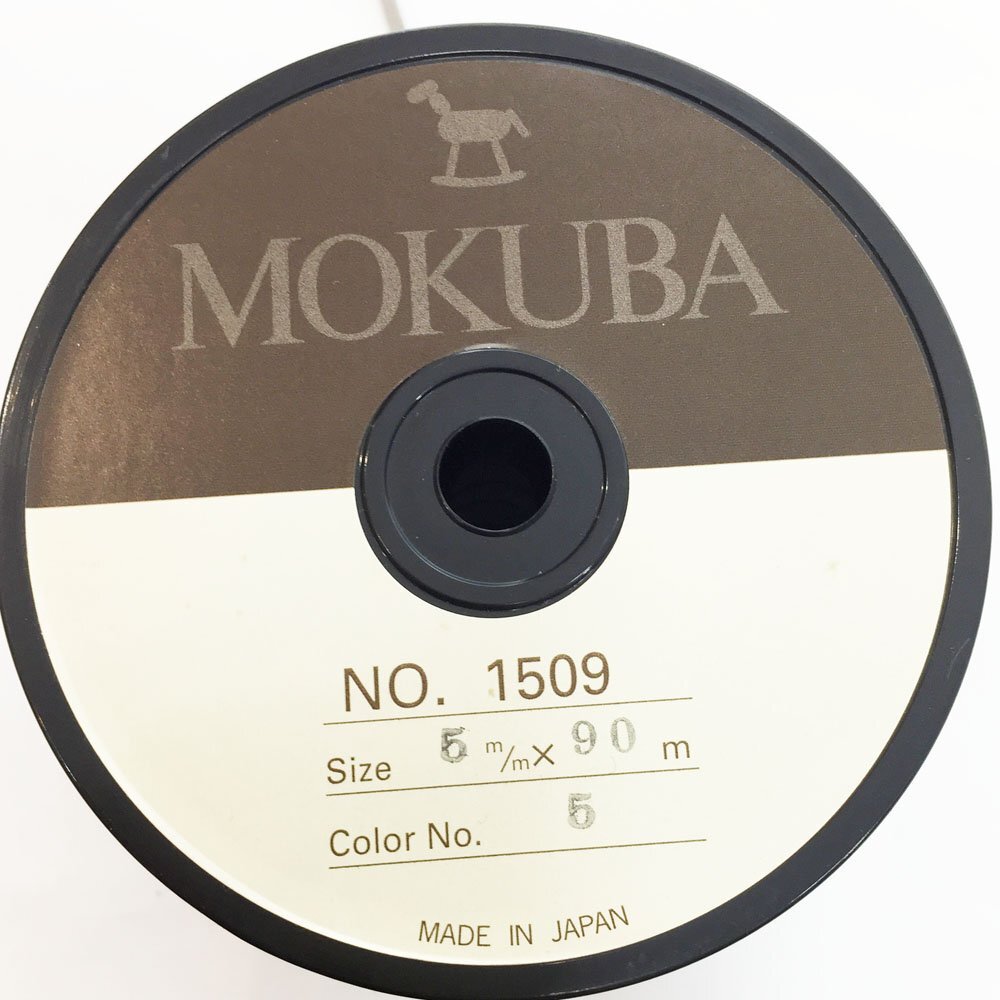 MOKUBA
NO. 1509
Size 5 m/m × 90 m
Color No. 5
MADE IN JAPAN